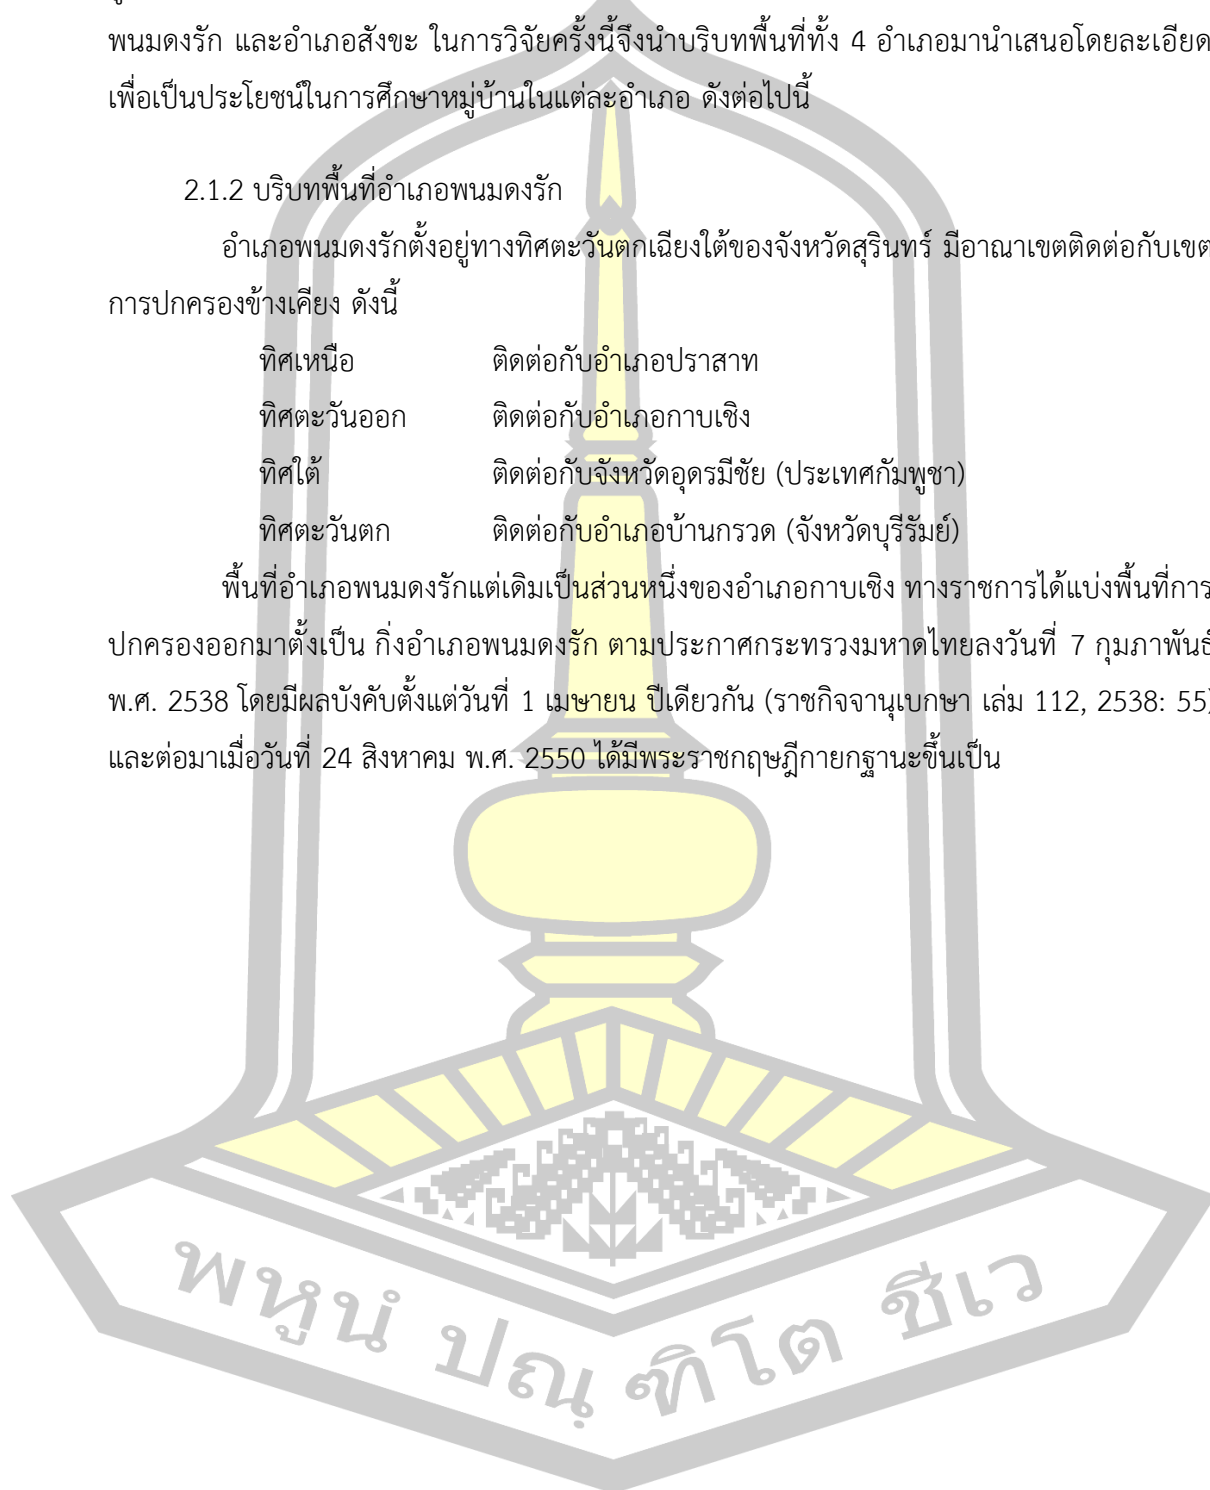 พนมดงรัก และอำเภอสังขะ ในการวิจัยครั้งนี้จึงนำบริบทพื้นที่ทั้ง 4 อำเภอมานำเสนอโดยละเอียด
เพื่อเป็นประโยชน์ในการศึกษาหมู่บ้านในแต่ละอำเภอ ดังต่อไปนี้
2.1.2 บริบทพื้นที่อำเภอพนมดงรัก
อำเภอพนมดงรักตั้งอยู่ทางทิศตะวันตกเฉียงใต้ของจังหวัดสุรินทร์ มีอาณาเขตติดต่อกับเขต
การปกครองข้างเคียง ดังนี้
ทิศเหนือ ติดต่อกับอำเภอปราสาท
ทิศตะวันออก ติดต่อกับอำเภอกาบเชิง
ทิศใต้ ติดต่อกับจังหวัดอุดรมีชัย (ประเทศกัมพูชา)
ทิศตะวันตก ติดต่อกับอำเภอบ้านกรวด (จังหวัดบุรีรัมย์)
พื้นที่อำเภอพนมดงรักแต่เดิมเป็นส่วนหนึ่งของอำเภอกาบเชิง ทางราชการได้แบ่งพื้นที่การ
ปกครองออกมาตั้งเป็น กิ่งอำเภอพนมดงรัก ตามประกาศกระทรวงมหาดไทยลงวันที่ 7 กุมภาพันธ์
พ.ศ. 2538 โดยมีผลบังคับตั้งแต่วันที่ 1 เมษายน ปีเดียวกัน (ราชกิจจานุเบกษา เล่ม 112, 2538: 55)
และต่อมาเมื่อวันที่ 24 สิงหาคม พ.ศ. 2550 ได้มีพระราชกฤษฎีกายกฐานะขึ้นเป็น
พหูนํ ปณฺฑิโต ชีเว